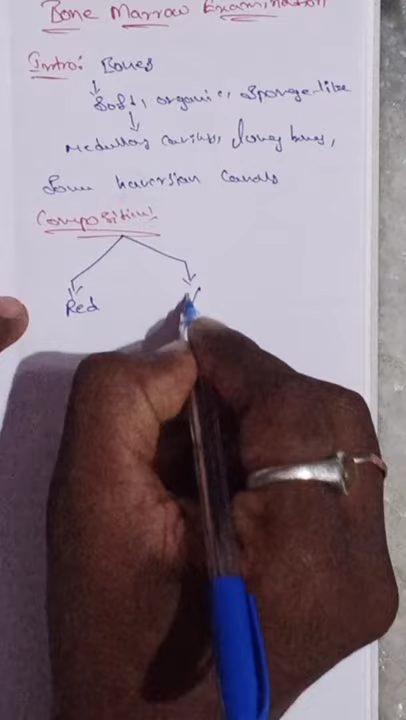 Bone Marrow Examination
Intro: Bones
Soft, organic, Sponge-like
Medullary cavities, long bones,
Some haversian Canals
Composition:
Red